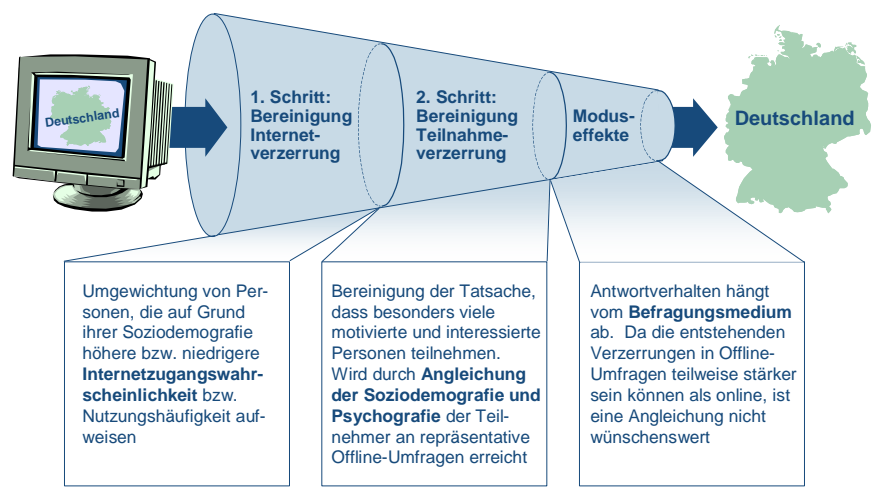 Deutschland
1. Schritt:
Bereinigung
Internet-
verzerrung
2. Schritt:
Bereinigung
Teilnahme-
verzerrung
Modus-
effekte
Deutschland
Umgewichtung von Per-
sonen, die auf Grund
ihrer Soziodemografie
höhere bzw. niedrigere
Internetzugangswahr-
scheinlichkeit bzw.
Nutzungshäufigkeit auf-
weisen
Bereinigung der Tatsache,
dass besonders viele
motivierte und interessierte
Personen teilnehmen.
Wird durch Angleichung
der Soziodemografie und
Psychografie der Teil-
nehmer an repräsentative
Offline-Umfragen erreicht
Antwortverhalten hängt
vom Befragungsmedium
ab. Da die entstehenden
Verzerrungen in Offline-
Umfragen teilweise stärker
sein können als online, ist
eine Angleichung nicht
wünschenswert